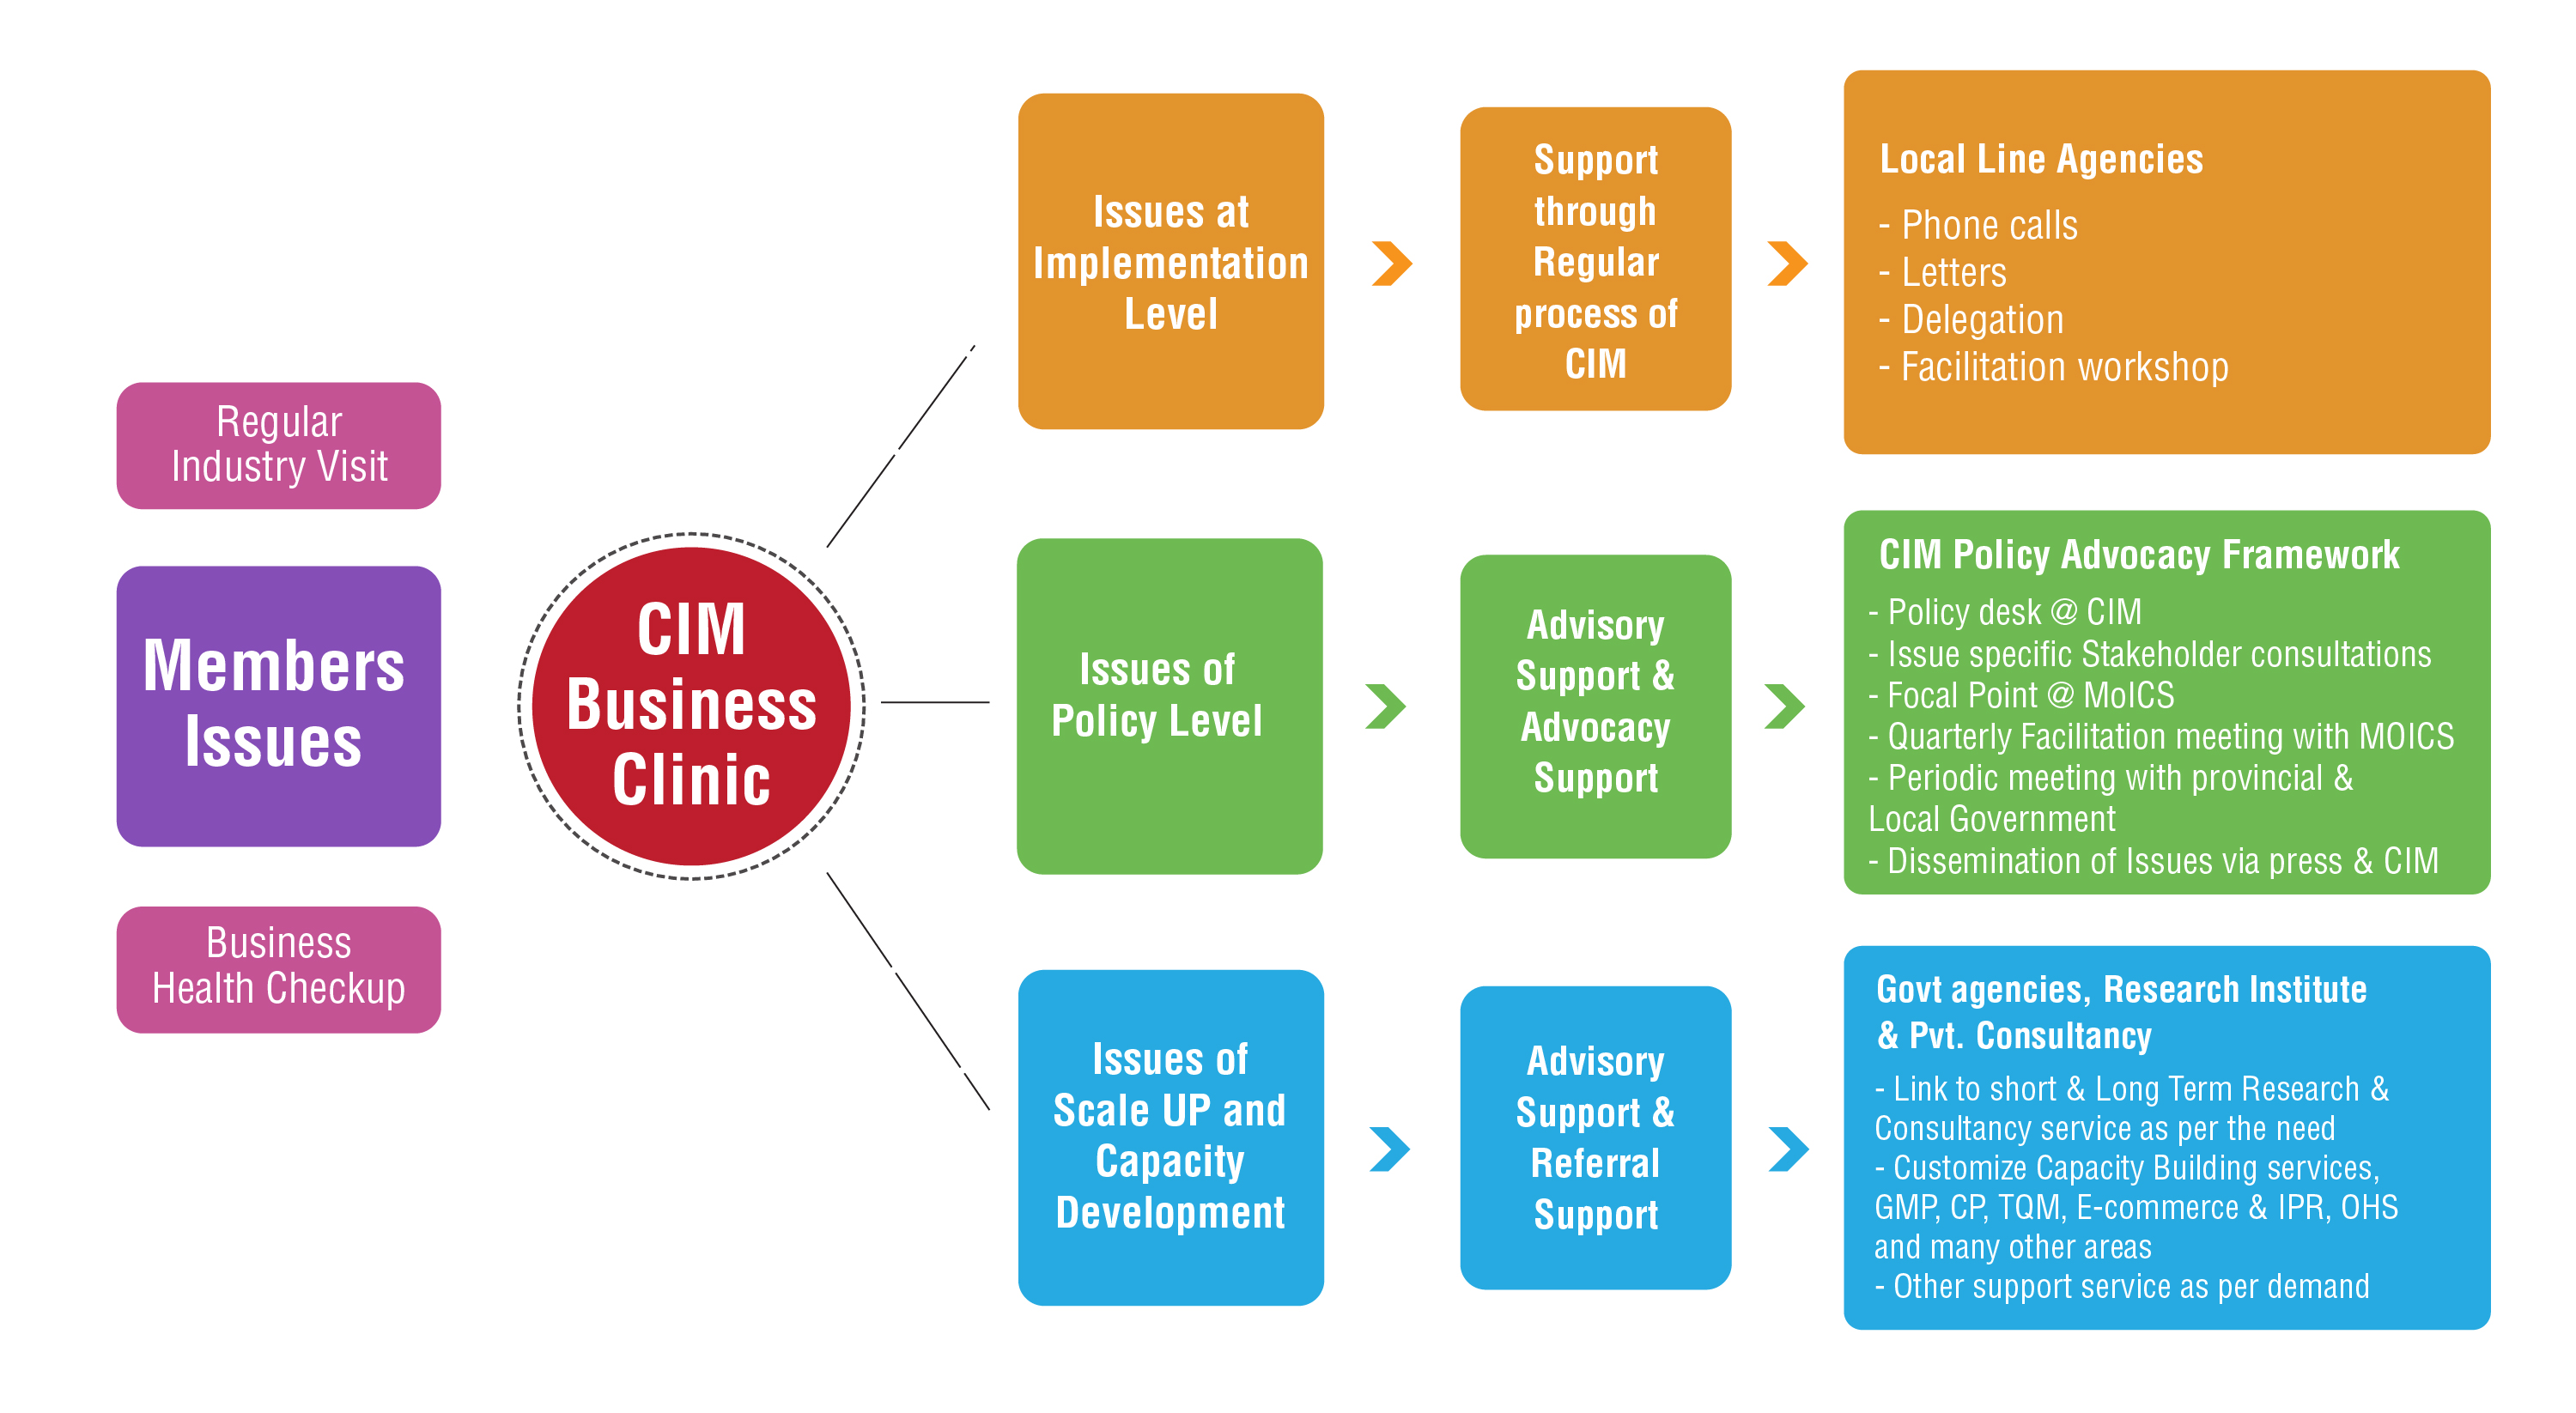 Regular
Industry Visit
Members
Issues
Business
Health Checkup
CIM
Business
Clinic
Issues at
Implementation
Level
Support
through
Regular
process of
CIM
Local Line Agencies
- Phone calls
- Letters
- Delegation
- Facilitation workshop
Issues of
Policy Level
Advisory
Support &
Advocacy
Support
CIM Policy Advocacy Framework
- Policy desk @ CIM
- Issue specific Stakeholder consultations
- Focal Point @ MoICS
- Quarterly Facilitation meeting with MOICS
- Periodic meeting with provincial &
Local Government
- Dissemination of Issues via press & CIM
Issues of
Scale UP and
Capacity
Development
Advisory
Support &
Referral
Support
Govt agencies, Research Institute
& Pvt. Consultancy
- Link to short & Long Term Research &
Consultancy service as per the need
- Customize Capacity Building services,
GMP, CP, TQM, E-commerce & IPR, OHS
and many other areas
- Other support service as per demand